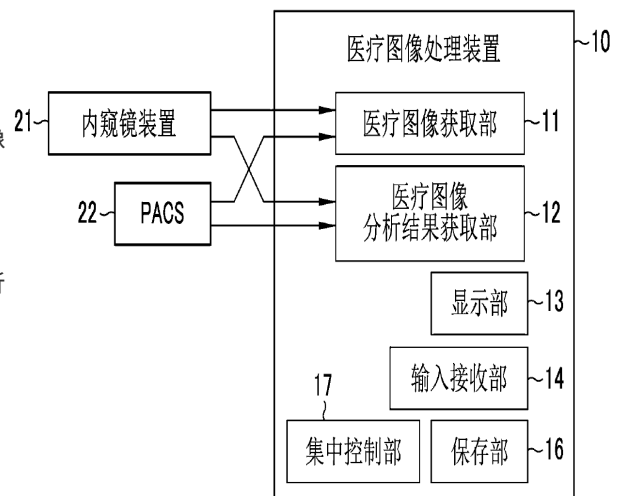 医疗图像处理装置
10
21
内窥镜装置
医疗图像获取部
11
像
22
PACS
医疗图像
分析结果获取部
12
显示部
13
输入接收部
14
17
集中控制部
保存部
16